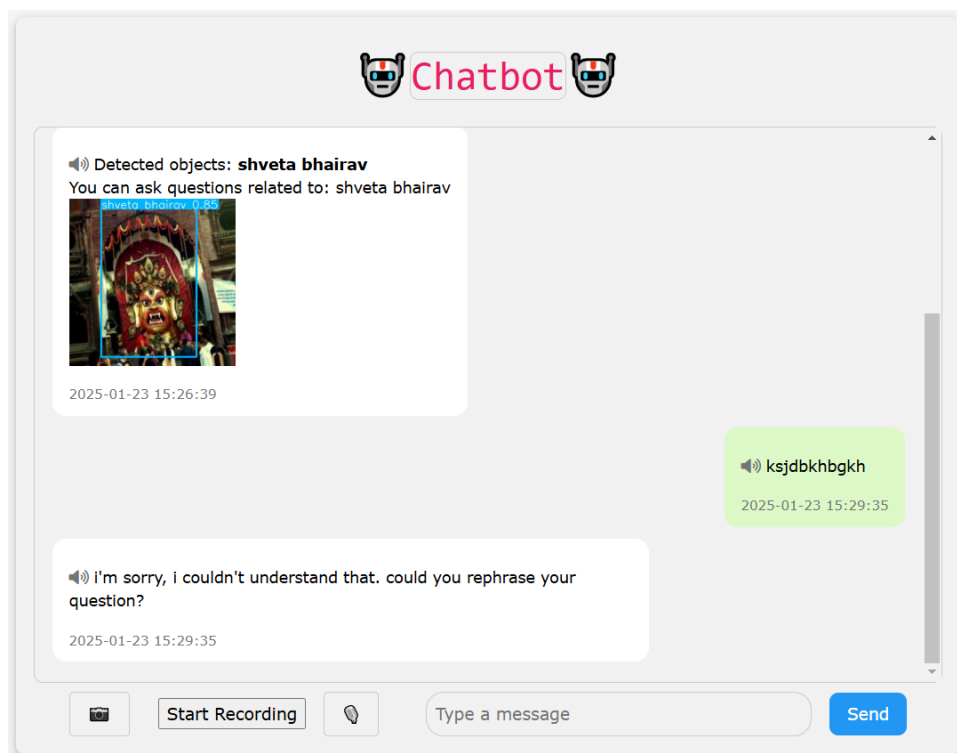 Chatbot
Detected objects: shveta bhairav
You can ask questions related to: shveta bhairav
shveta bhairav 0.85
2025-01-23 15:26:39
ksjdbkhbgkh
2025-01-23 15:29:35
i'm sorry, i couldn't understand that. could you rephrase your
question?
2025-01-23 15:29:35
Start Recording
Type a message
Send